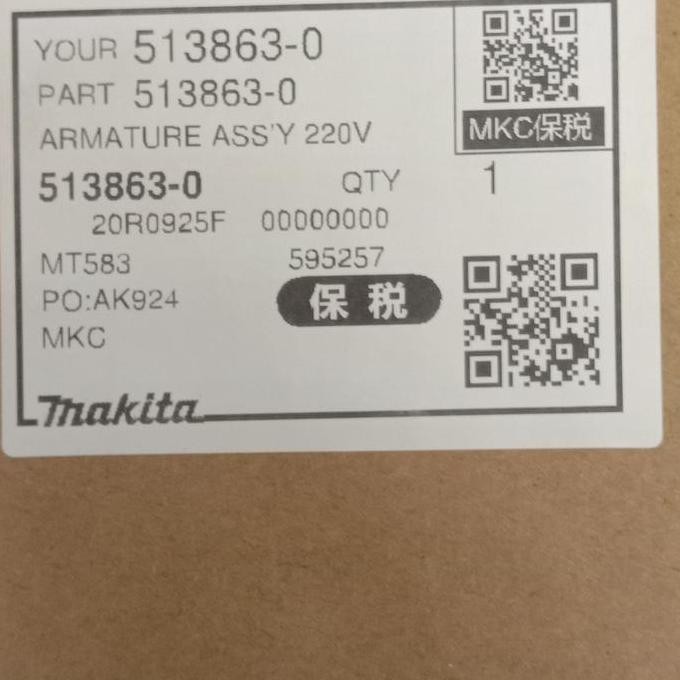 YOUR 513863-0
PART 513863-0
ARMATURE ASS'Y 220V
MKC保税
513863-0 QTY 1
20R0925F 00000000
MT583 595257
PO:AK924 保税
MKC
Makita